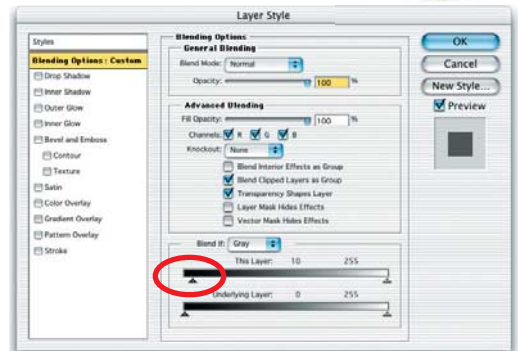 Layer Style
Styles
Blending Options: Custom
Drop Shadow
Inner Shadow
Outer Glow
Inner Glow
Bevel and Emboss
Contour
Texture
Satin
Color Overlay
Gradient Overlay
Pattern Overlay
Stroke
Blending Options
General Blending
Blend Mode: Normal
Opacity: 100 %
Advanced Blending
Fill Opacity: 100 %
Channels: R G B
Knockout: None
Blend Interior Effects as Group
Blend Clipped Layers as Group
Transparency Shapes Layer
Layer Mask Hides Effects
Vector Mask Hides Effects
Blend If: Gray
This Layer: 10 255
Underlying Layer: 0 255
OK
Cancel
New Style...
Preview